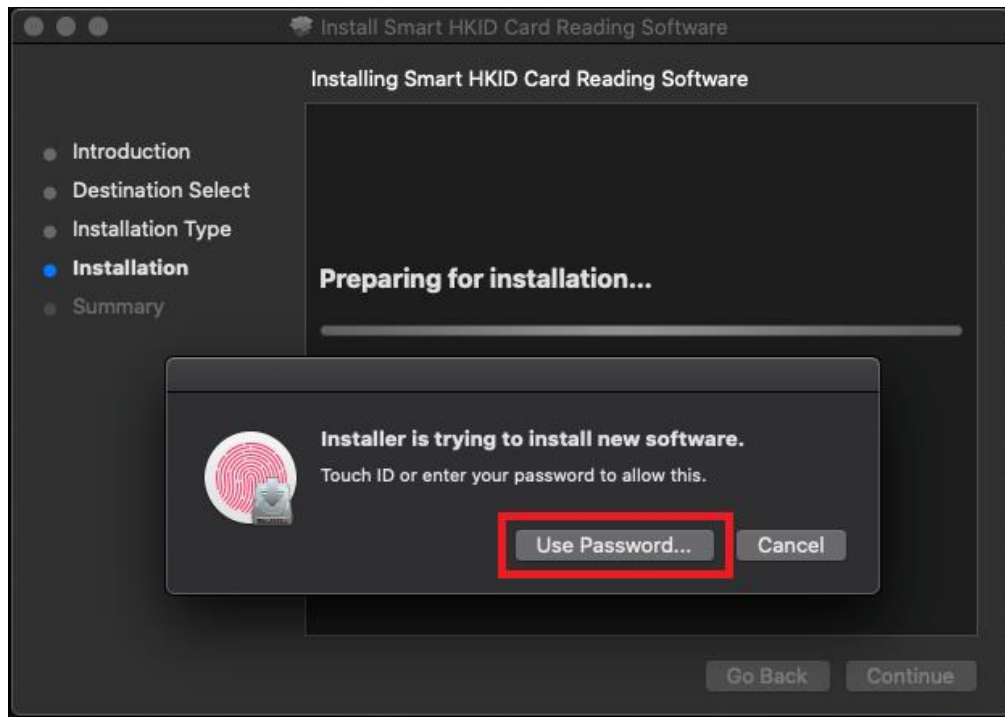 Install Smart HKID Card Reading Software
Installing Smart HKID Card Reading Software
Introduction
Destination Select
Installation Type
Installation
Summary
Preparing for installation...
Installer is trying to install new software.
Touch ID or enter your password to allow this.
Use Password... Cancel
Go Back Continue